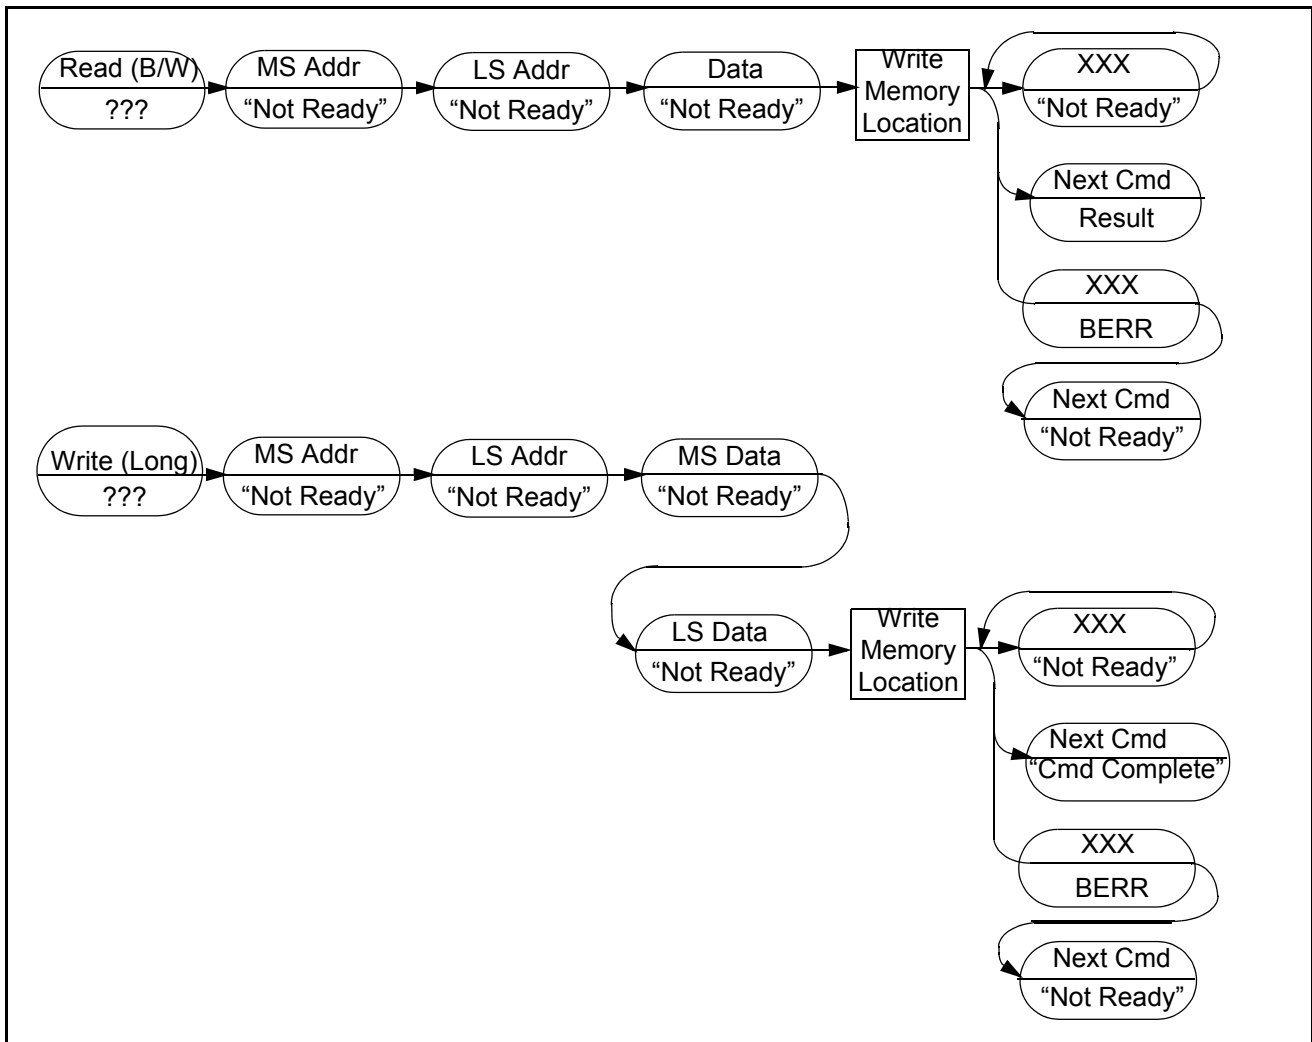 Read (B/W)
???
MS Addr
“Not Ready”
LS Addr
“Not Ready”
Data
“Not Ready”
Write
Memory
Location
XXX
“Not Ready”
Next Cmd
Result
XXX
BERR
Next Cmd
“Not Ready”
Write (Long)
???
MS Addr
“Not Ready”
LS Addr
“Not Ready”
MS Data
“Not Ready”
LS Data
“Not Ready”
Write
Memory
Location
XXX
“Not Ready”
Next Cmd
“Cmd Complete”
XXX
BERR
Next Cmd
“Not Ready”